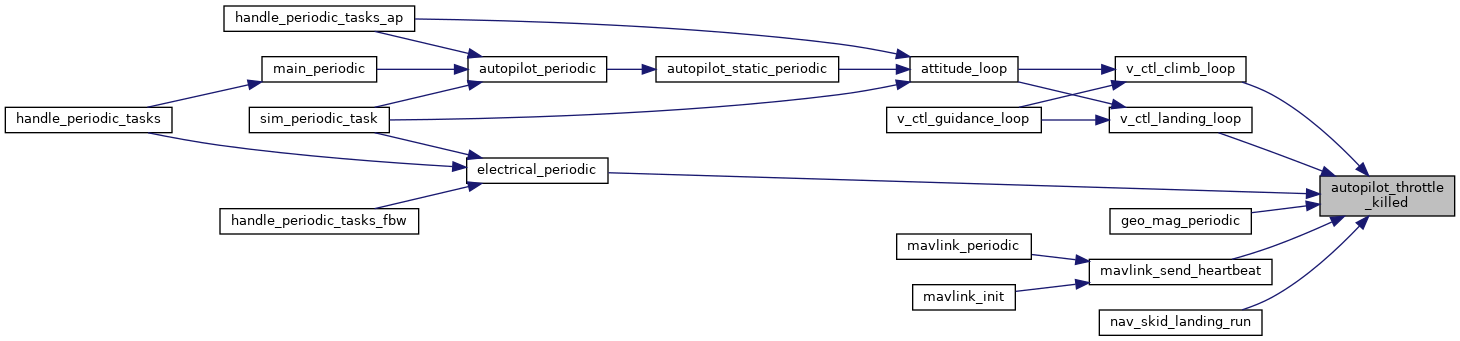 handle_periodic_tasks_ap
main_periodic
autopilot_periodic
autopilot_static_periodic
attitude_loop
v_ctl_climb_loop
handle_periodic_tasks
sim_periodic_task
v_ctl_guidance_loop
v_ctl_landing_loop
electrical_periodic
autopilot_throttle
_killed
handle_periodic_tasks_fbw
geo_mag_periodic
mavlink_periodic
mavlink_send_heartbeat
mavlink_init
nav_skid_landing_run